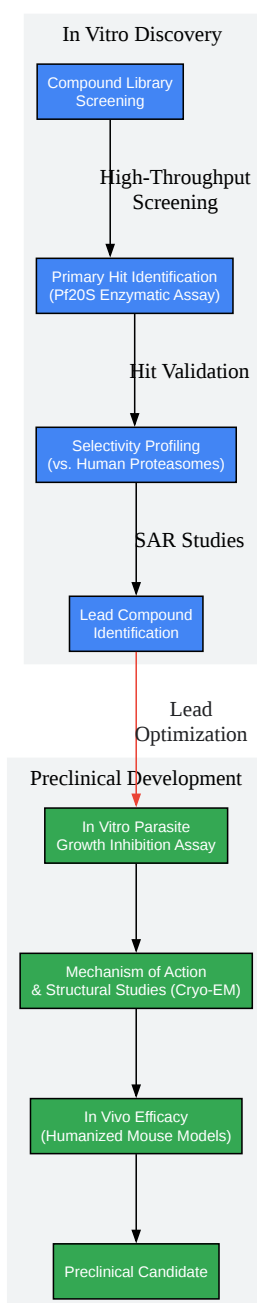 In Vitro Discovery
Compound Library
Screening
High-Throughput
Screening
Primary Hit Identification
(Pf20S Enzymatic Assay)
Hit Validation
Selectivity Profiling
(vs. Human Proteasomes)
SAR Studies
Lead Compound
Identification
Lead
Optimization
Preclinical Development
In Vitro Parasite
Growth Inhibition Assay
Mechanism of Action
& Structural Studies (Cryo-EM)
In Vivo Efficacy
(Humanized Mouse Models)
Preclinical Candidate